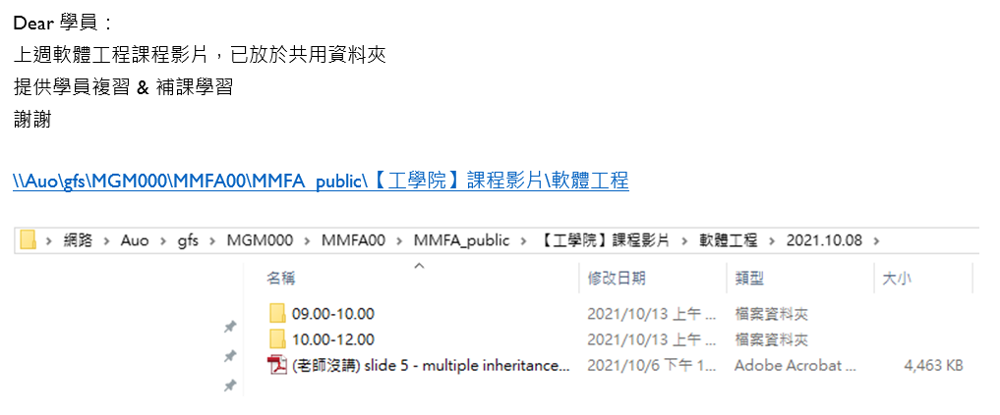 Dear 學員：
上週軟體工程課程影片，已放於共用資料夾
提供學員複習 & 補課學習
謝謝
\\Auo\gfs\MGM000\MMFA00\MMFA_public\【工學院】課程影片\軟體工程
網路 > Auo > gfs > MGM000 > MMFA00 > MMFA_public > 【工學院】課程影片 > 軟體工程 > 2021.10.08 >
名稱 修改日期 類型 大小
09.00-10.00 2021/10/13 上午 ... 檔案資料夾
10.00-12.00 2021/10/13 上午 ... 檔案資料夾
(老師沒講) slide 5 - multiple inheritance... 2021/10/6 下午 1... Adobe Acrobat ... 4,463 KB